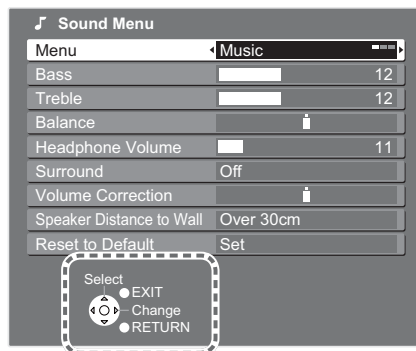 Sound Menu
Menu Music
Bass 12
Treble 12
Balance
Headphone Volume 11
Surround Off
Volume Correction
Speaker Distance to Wall Over 30cm
Reset to Default Set
Select
EXIT
Change
RETURN